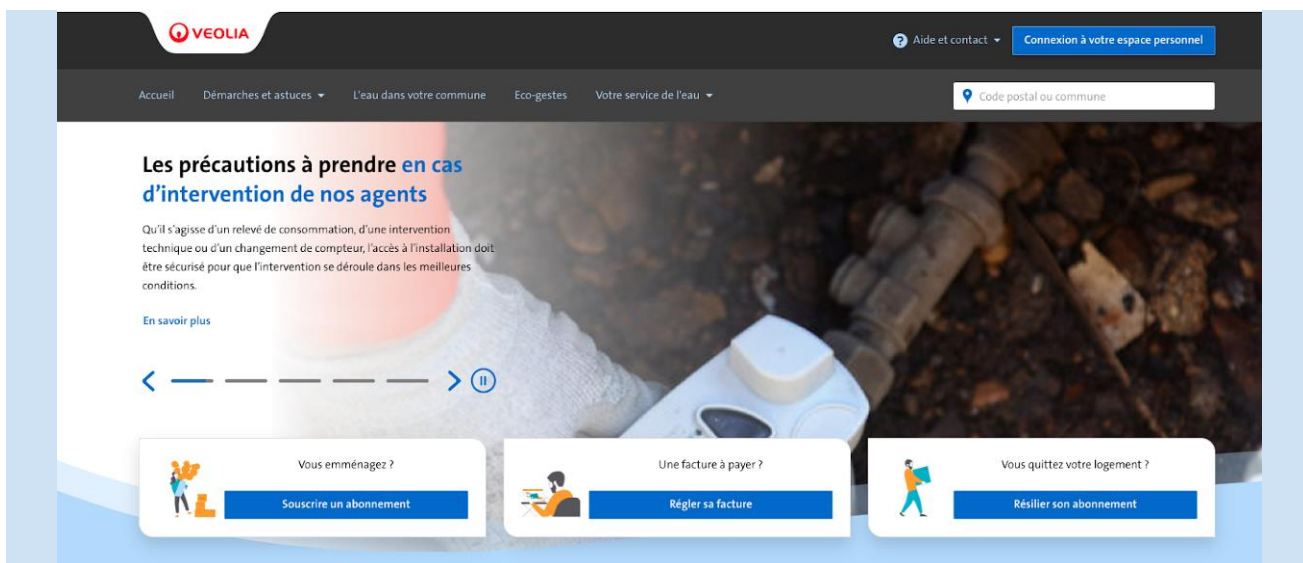 VEOLIA
Aide et contact
Connexion à votre espace personnel
Accueil
Démarches et astuces
L'eau dans votre commune
Eco-gestes
Votre service de l'eau
Code postal ou commune
Les précautions à prendre en cas
d’intervention de nos agents
Qu’il s’agisse d’un relevé de consommation, d’une intervention
technique ou d’un changement de compteur, l’accès à l’installation doit
être sécurisé pour que l’intervention se déroule dans les meilleures
conditions.
En savoir plus
Vous emménagez ?
Souscrire un abonnement
Une facture à payer ?
Régler sa facture
Vous quittez votre logement ?
Résilier son abonnement